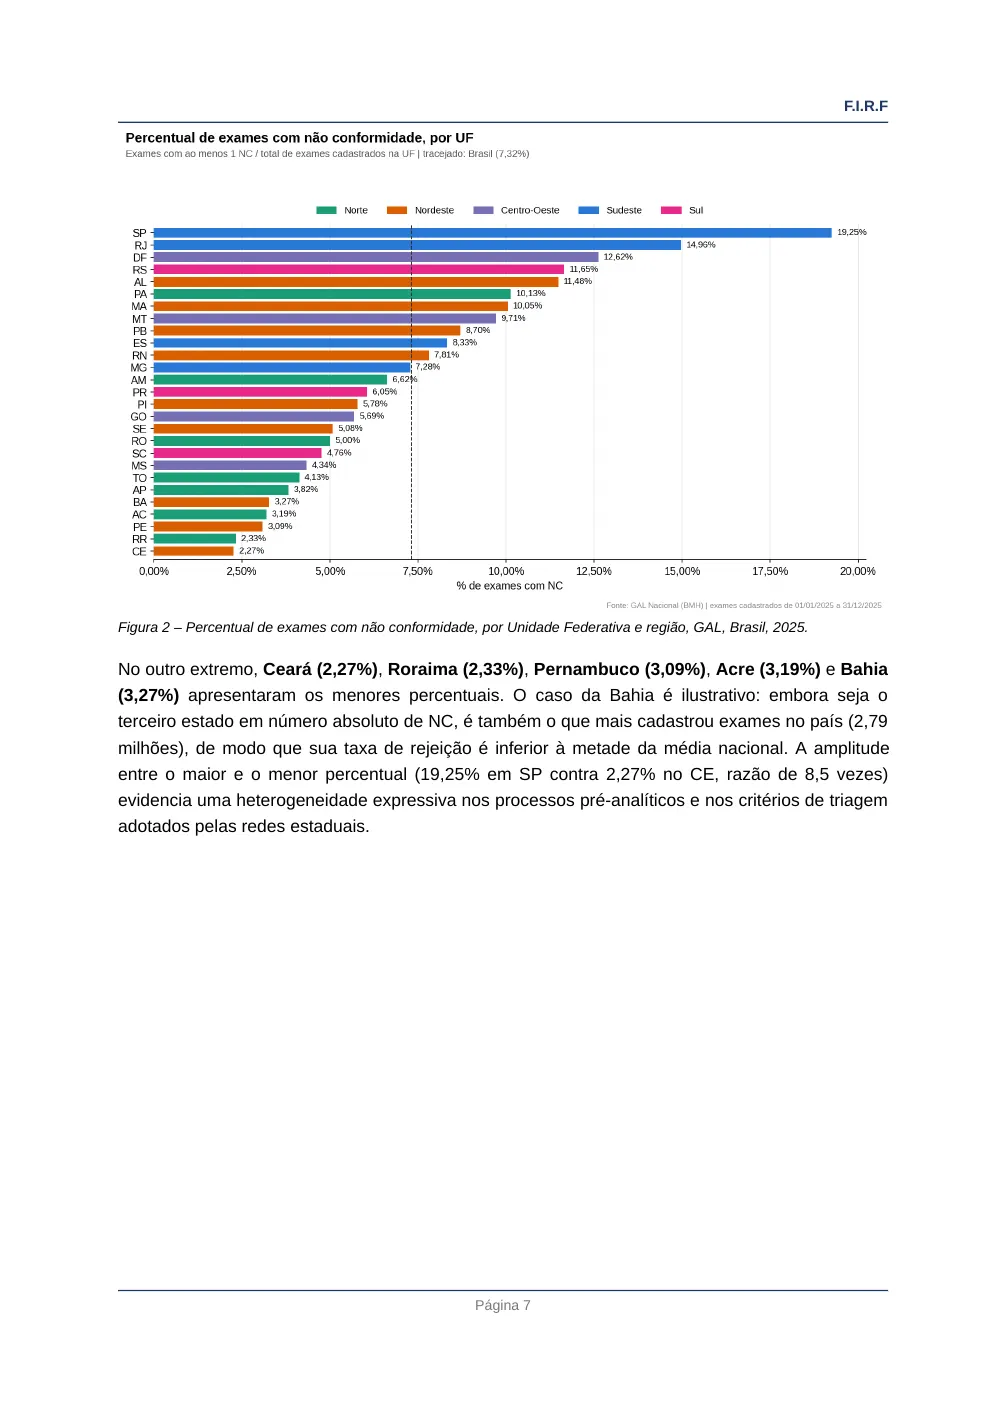 F.I.R.F
Percentual de exames com não conformidade, por UF
Exames com ao menos 1 NC / total de exames cadastrados na UF | tracejado: Brasil (7,32%)
Norte Nordeste Centro-Oeste Sudeste Sul
SP 19,25%
RJ 14,96%
DF 12,62%
RS 11,65%
AL 11,48%
PA 10,13%
MA 10,05%
MT 9,71%
PB 8,70%
ES 8,33%
RN 7,81%
MG 7,28%
AM 6,62%
PR 6,05%
PI 5,78%
GO 5,69%
SE 5,08%
RO 5,00%
SC 4,76%
MS 4,34%
TO 4,13%
AP 3,82%
BA 3,27%
AC 3,19%
PE 3,09%
RR 2,33%
CE 2,27%
0,00% 2,50% 5,00% 7,50% 10,00% 12,50% 15,00% 17,50% 20,00%
% de exames com NC
Fonte: GAL Nacional (BMH) | exames cadastrados de 01/01/2025 a 31/12/2025
Figura 2 – Percentual de exames com não conformidade, por Unidade Federativa e região, GAL, Brasil, 2025.
No outro extremo, Ceará (2,27%), Roraima (2,33%), Pernambuco (3,09%), Acre (3,19%) e Bahia
(3,27%) apresentaram os menores percentuais. O caso da Bahia é ilustrativo: embora seja o
terceiro estado em número absoluto de NC, é também o que mais cadastrou exames no país (2,79
milhões), de modo que sua taxa de rejeição é inferior à metade da média nacional. A amplitude
entre o maior e o menor percentual (19,25% em SP contra 2,27% no CE, razão de 8,5 vezes)
evidencia uma heterogeneidade expressiva nos processos pré-analíticos e nos critérios de triagem
adotados pelas redes estaduais.
Página 7